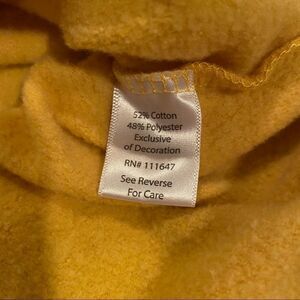 52% Cotton
48% Polyester
Exclusive
of Decoration
RN# 111647
See Reverse
For Care